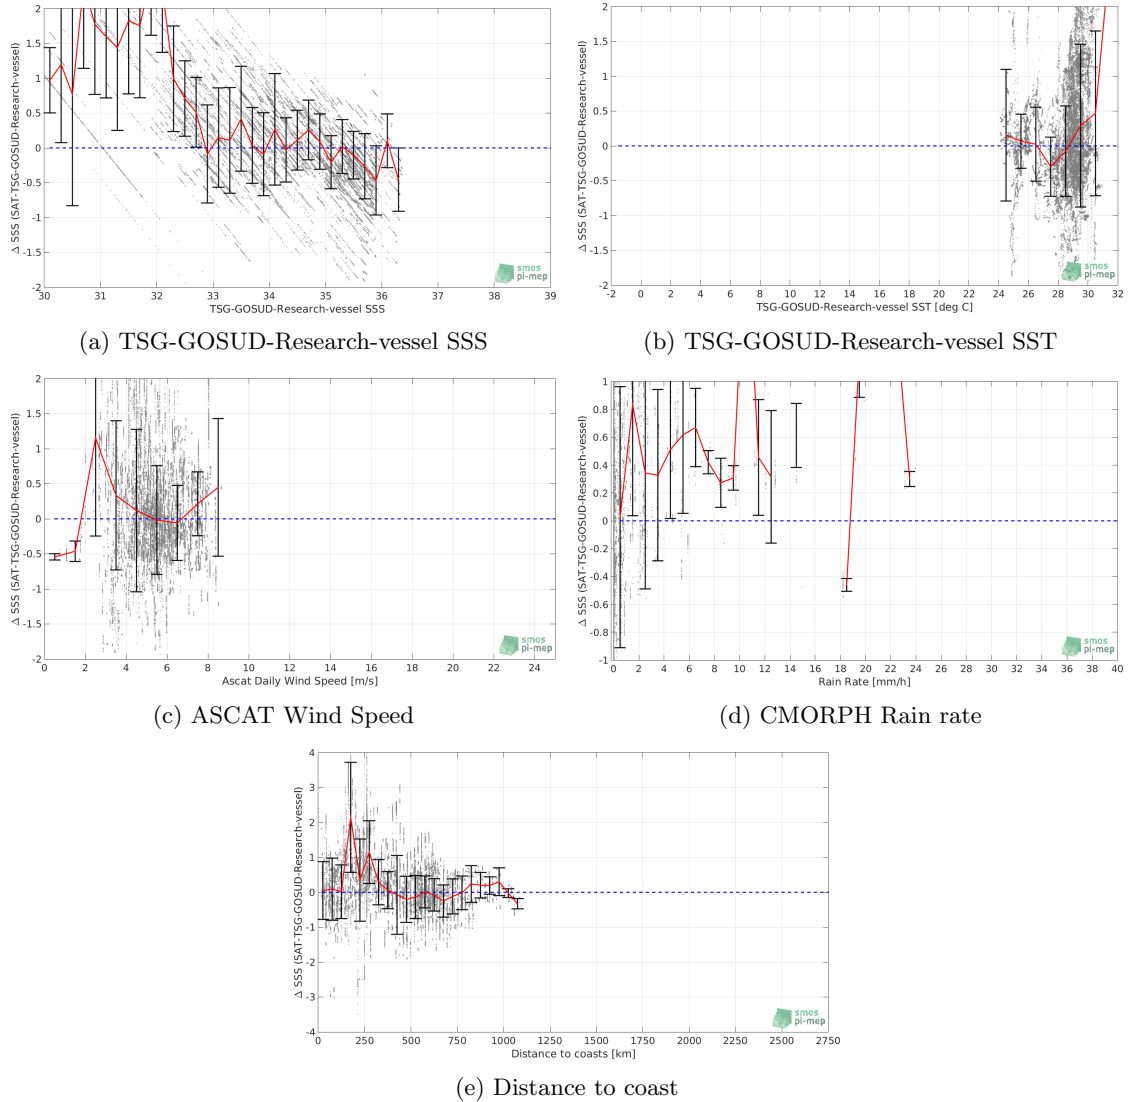 2
1.5
1
0.5
0
-0.5
-1
-1.5
-2
Δ SSS (SAT-TSG-GOSUD-Research-vessel)
30 31 32 33 34 35 36 37 38 39
TSG-GOSUD-Research-vessel SSS
smos
pi-mep
(a) TSG-GOSUD-Research-vessel SSS
2
1.5
1
0.5
0
-0.5
-1
-1.5
-2
Δ SSS (SAT-TSG-GOSUD-Research-vessel)
-2 0 2 4 6 8 10 12 14 16 18 20 22 24 26 28 30 32
TSG-GOSUD-Research-vessel SST [deg C]
smos
pi-mep
(b) TSG-GOSUD-Research-vessel SST
2
1.5
1
0.5
0
-0.5
-1
-1.5
-2
Δ SSS (SAT-TSG-GOSUD-Research-vessel)
0 2 4 6 8 10 12 14 16 18 20 22 24
Ascat Daily Wind Speed [m/s]
smos
pi-mep
(c) ASCAT Wind Speed
1
0.8
0.6
0.4
0.2
0
-0.2
-0.4
-0.6
-0.8
-1
Δ SSS (SAT-TSG-GOSUD-Research-vessel)
0 2 4 6 8 10 12 14 16 18 20 22 24 26 28 30 32 34 36 38 40
Rain Rate [mm/h]
smos
pi-mep
(d) CMORPH Rain rate
4
3
2
1
0
-1
-2
-3
-4
Δ SSS (SAT-TSG-GOSUD-Research-vessel)
0 250 500 750 1000 1250 1500 1750 2000 2250 2500 2750
Distance to coasts [km]
smos
pi-mep
(e) Distance to coast